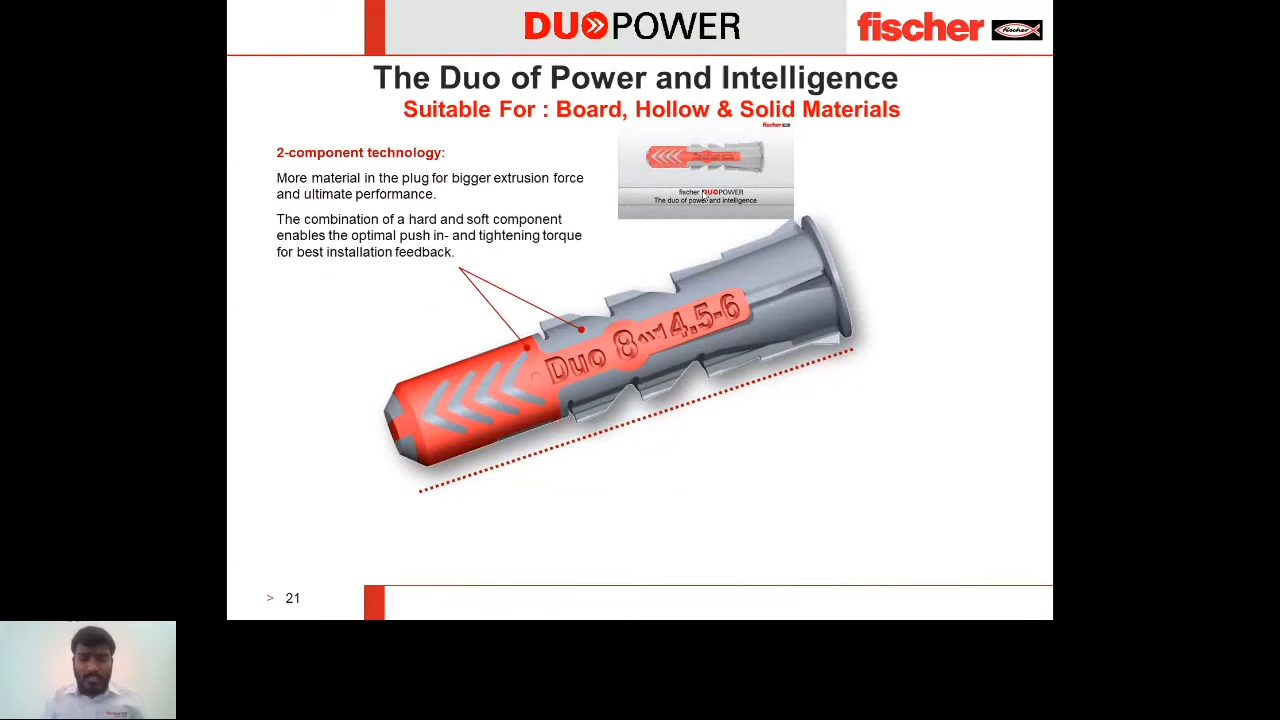 DUOPOWER
fischer
fischer
The Duo of Power and Intelligence
Suitable For : Board, Hollow & Solid Materials
fischer
2-component technology:
More material in the plug for bigger extrusion force
and ultimate performance.
The combination of a hard and soft component
enables the optimal push in- and tightening torque
for best installation feedback.
fischer DUOPOWER
The duo of power and intelligence
Duo 8 4,5-6
> 21